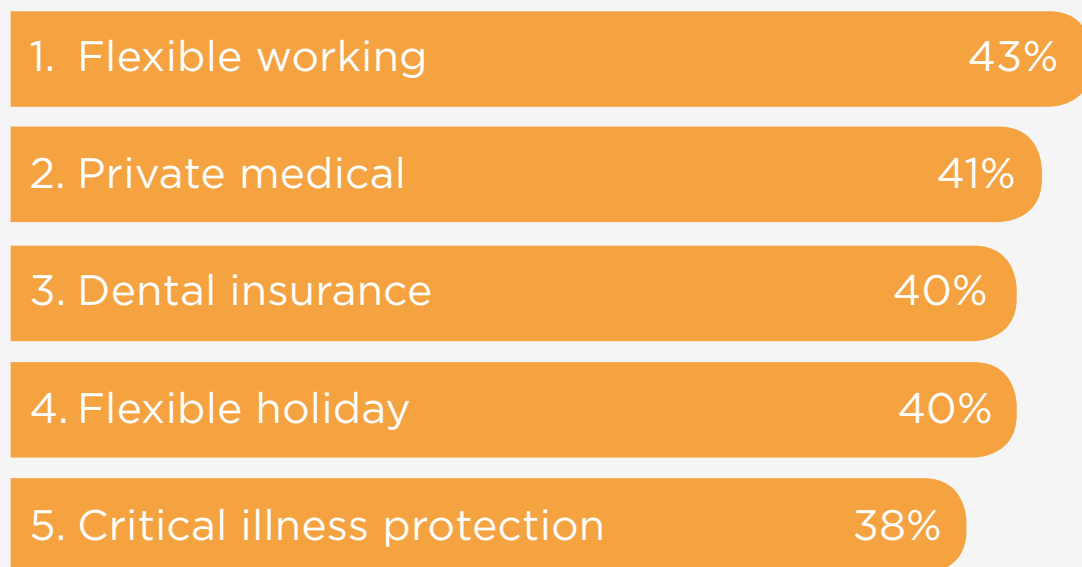 1. Flexible working 43%
2. Private medical 41%
3. Dental insurance 40%
4. Flexible holiday 40%
5. Critical illness protection 38%